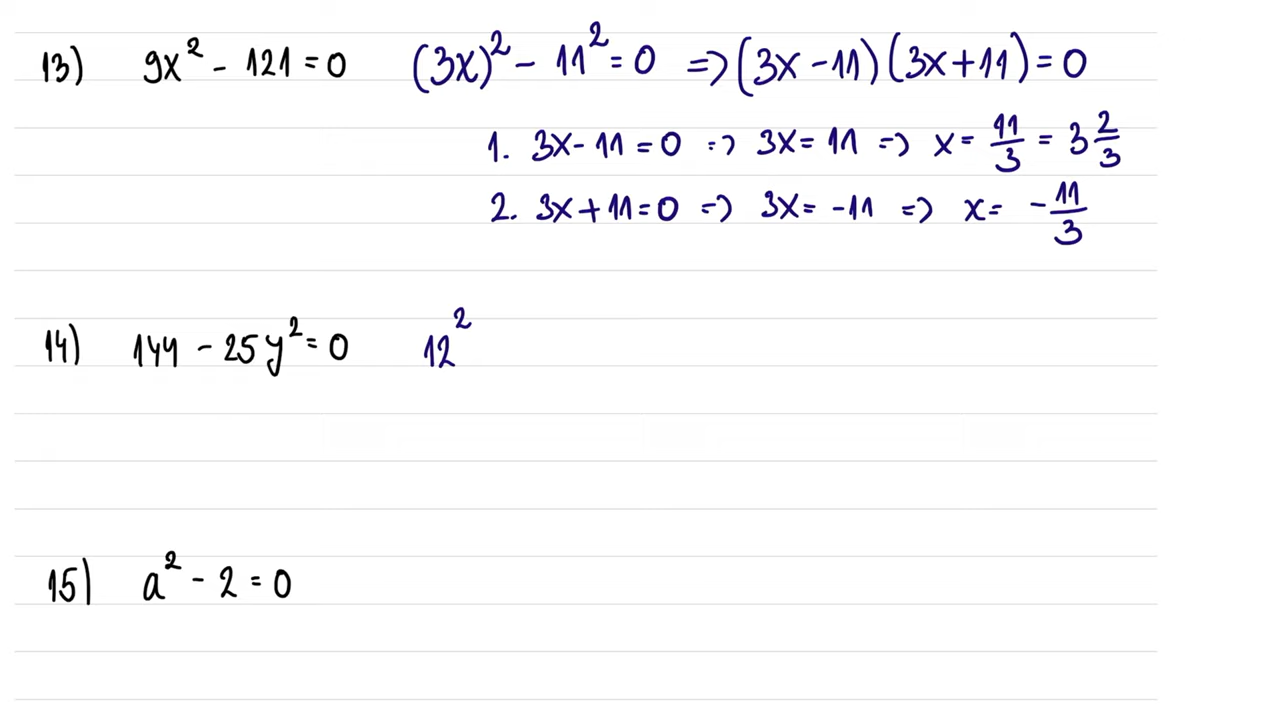 13) 9x² - 121 = 0 (3x)² - 11² = 0 => (3x - 11)(3x + 11) = 0
1. 3x - 11 = 0 => 3x = 11 => x = 11/3 = 3 2/3
2. 3x + 11 = 0 => 3x = -11 => x = -11/3
14) 144 - 25y² = 0 12²
15) a² - 2 = 0